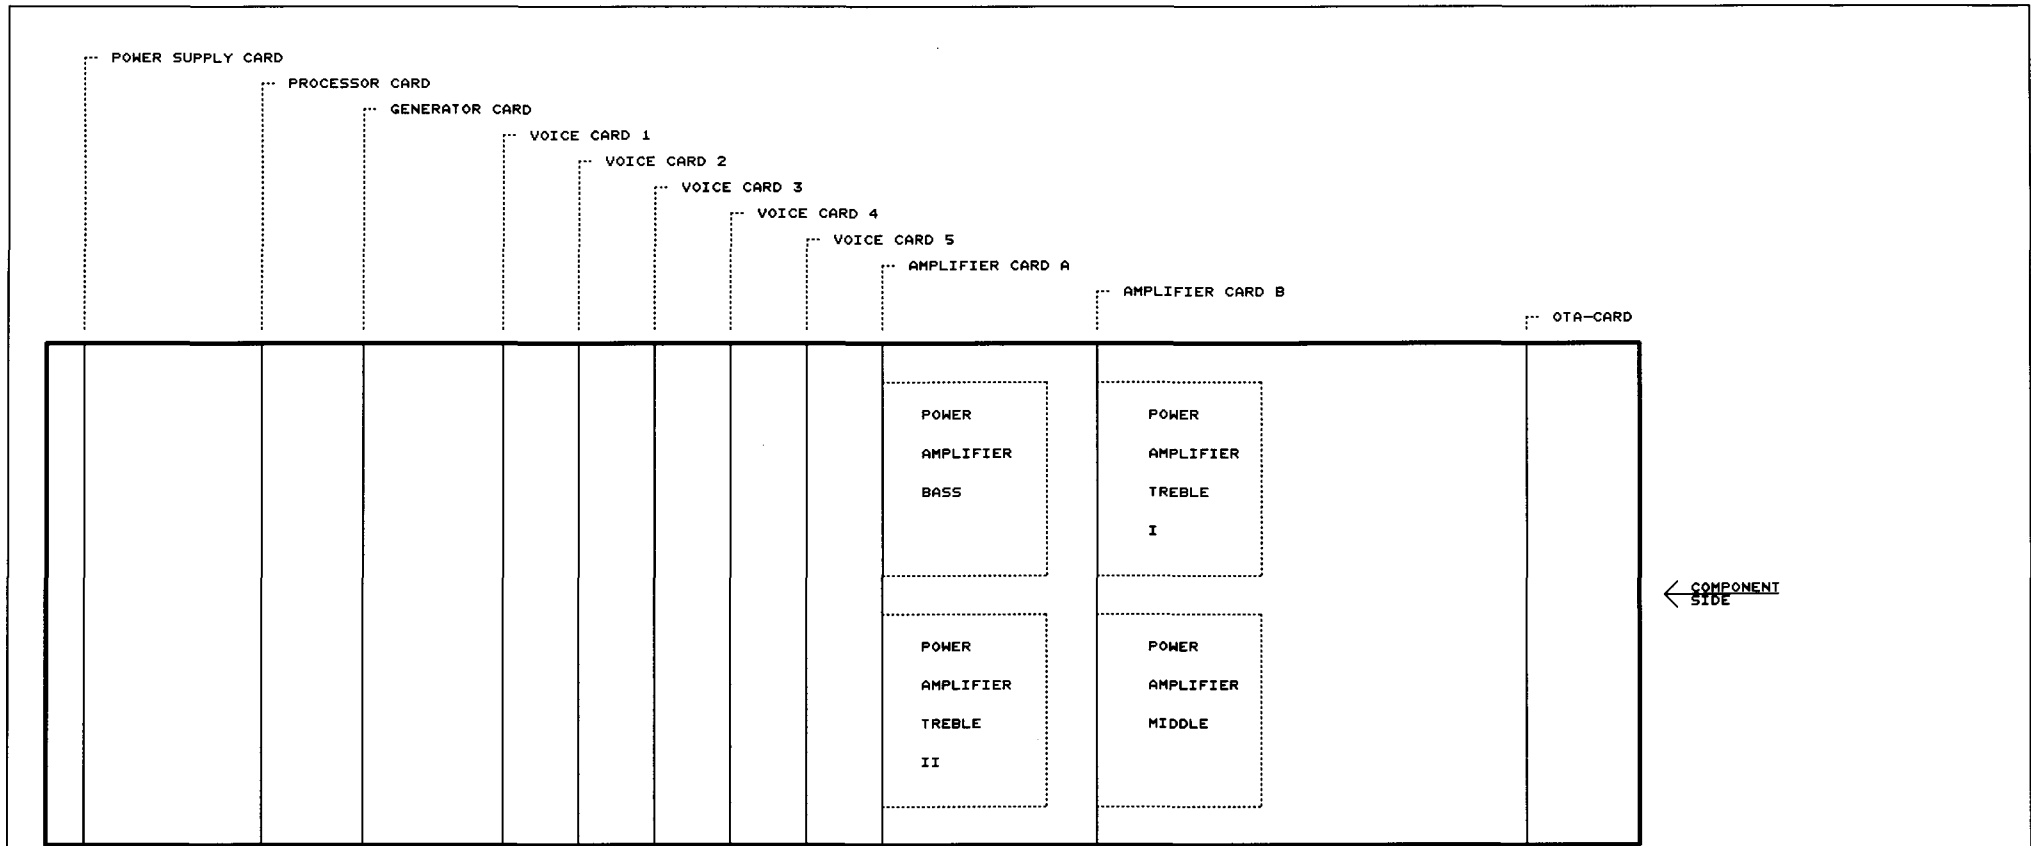 POWER SUPPLY CARD
PROCESSOR CARD
GENERATOR CARD
VOICE CARD 1
VOICE CARD 2
VOICE CARD 3
VOICE CARD 4
VOICE CARD 5
AMPLIFIER CARD A
AMPLIFIER CARD B
OTA-CARD
POWER
AMPLIFIER
BASS
POWER
AMPLIFIER
TREBLE
I
POWER
AMPLIFIER
TREBLE
II
POWER
AMPLIFIER
MIDDLE
COMPONENT
SIDE